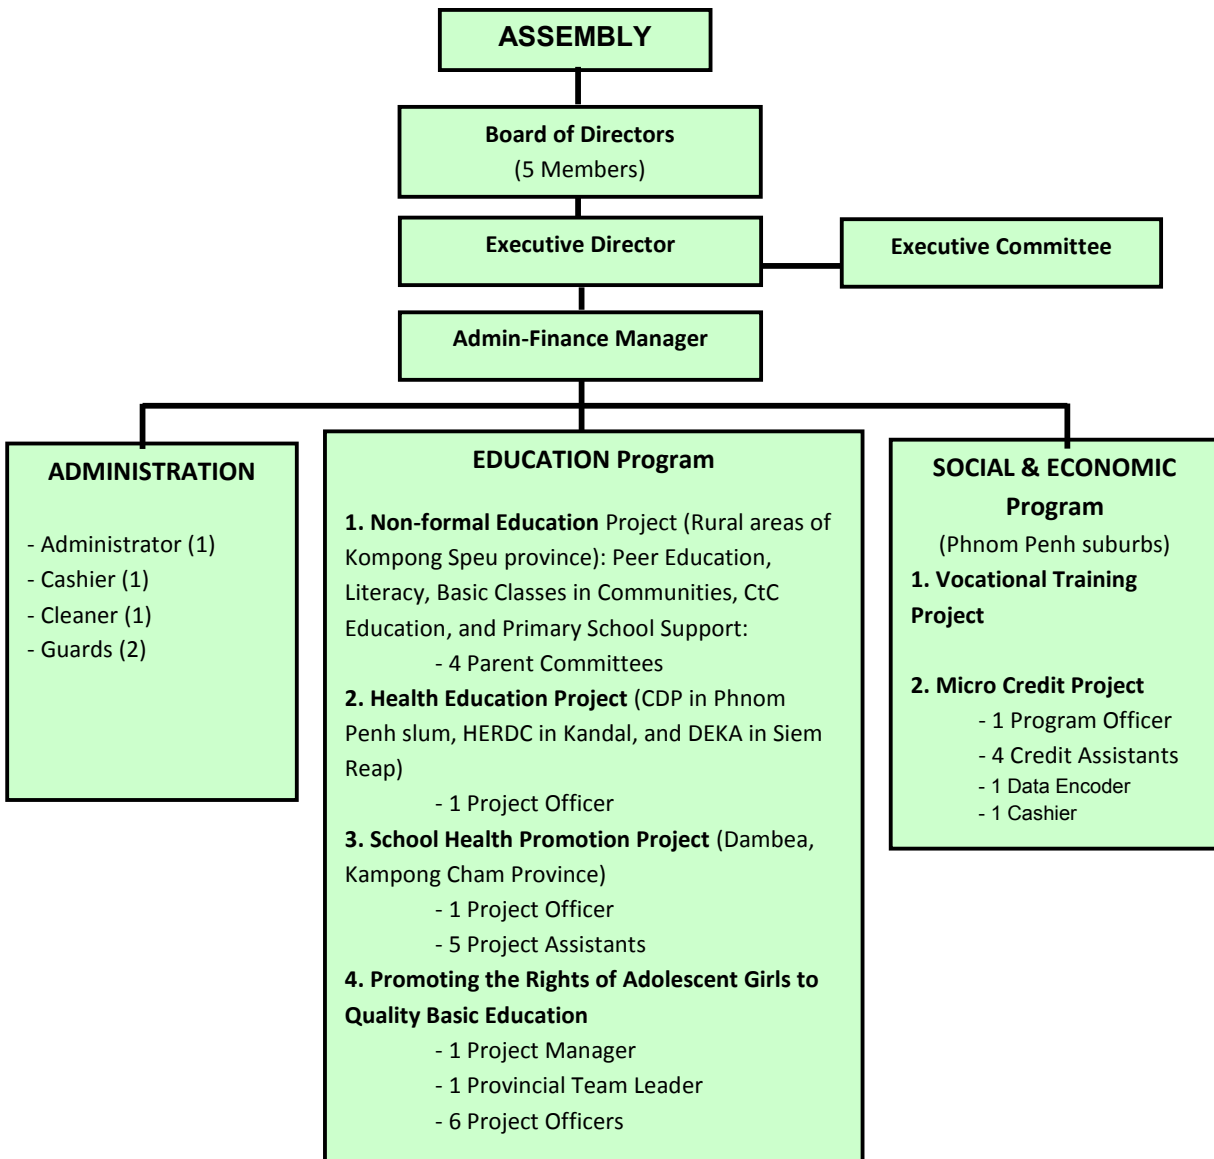 ASSEMBLY
Board of Directors
(5 Members)
Executive Director
Executive Committee
Admin-Finance Manager
ADMINISTRATION
- Administrator (1)
- Cashier (1)
- Cleaner (1)
- Guards (2)
EDUCATION Program
1. Non-formal Education Project (Rural areas of
Kompong Speu province): Peer Education,
Literacy, Basic Classes in Communities, CtC
Education, and Primary School Support:
- 4 Parent Committees
2. Health Education Project (CDP in Phnom
Penh slum, HERDC in Kandal, and DEKA in Siem
Reap)
- 1 Project Officer
3. School Health Promotion Project (Dambea,
Kampong Cham Province)
- 1 Project Officer
- 5 Project Assistants
4. Promoting the Rights of Adolescent Girls to
Quality Basic Education
- 1 Project Manager
- 1 Provincial Team Leader
- 6 Project Officers
SOCIAL & ECONOMIC
Program
(Phnom Penh suburbs)
1. Vocational Training
Project
2. Micro Credit Project
- 1 Program Officer
- 4 Credit Assistants
- 1 Data Encoder
- 1 Cashier